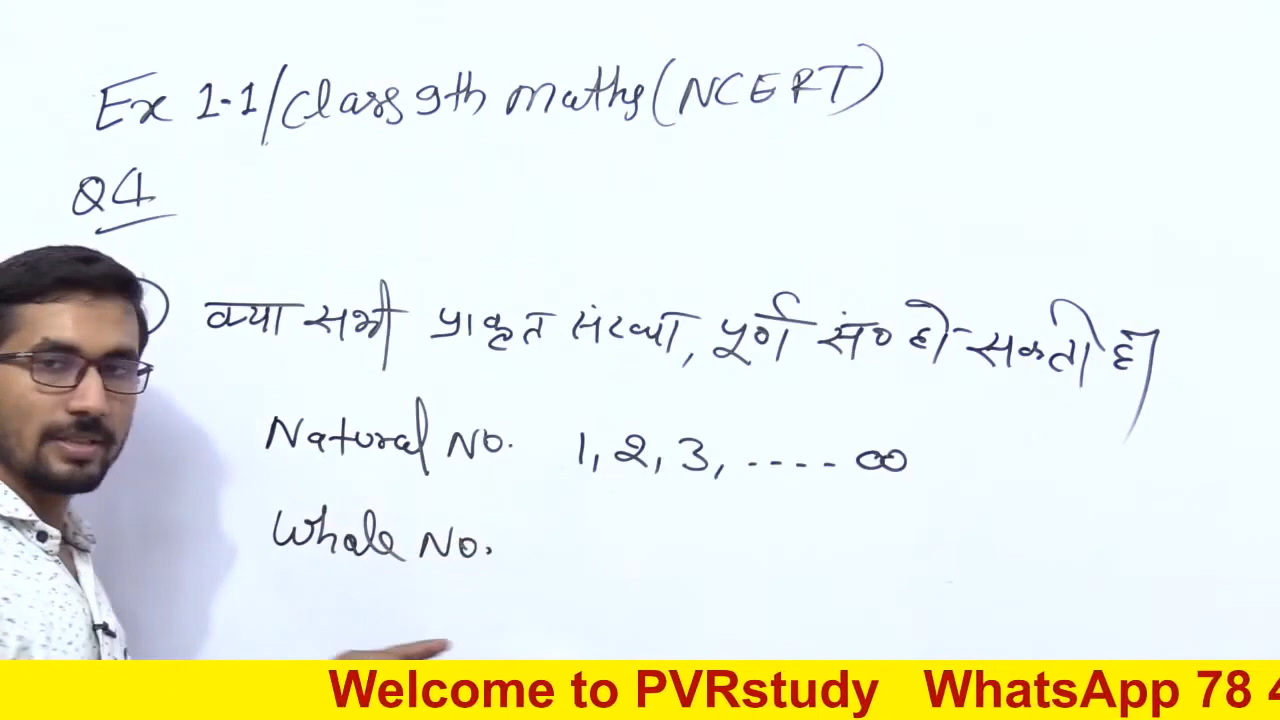 Ex 1.1/Class 9th maths (NCERT)
Q4
क्या सभी प्राकृत संख्या, पूर्ण सं० हो सकती है।
Natural No. 1, 2, 3, ---- ∞
Whole No.
Welcome to PVRstudy WhatsApp 78 4